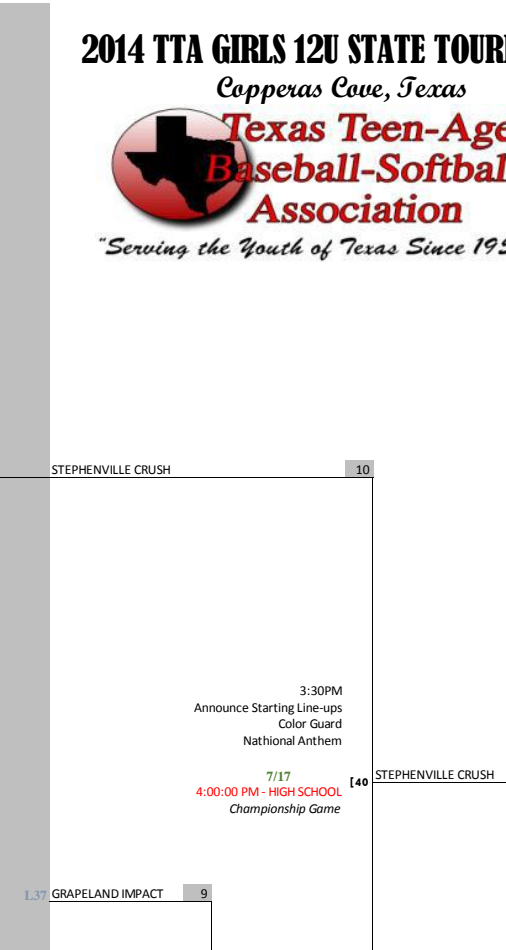 2014 TTA GIRLS 12U STATE TOUR
Copperas Cove, Texas
Texas Teen-Age
Baseball-Softbal
Association
"Serving the Youth of Texas Since 195
STEPHENVILLE CRUSH 10
3:30PM
Announce Starting Line-ups
Color Guard
Nathional Anthem
7/17
4:00:00 PM - HIGH SCHOOL
[40 STEPHENVILLE CRUSH
Championship Game
L37 GRAPELAND IMPACT 9